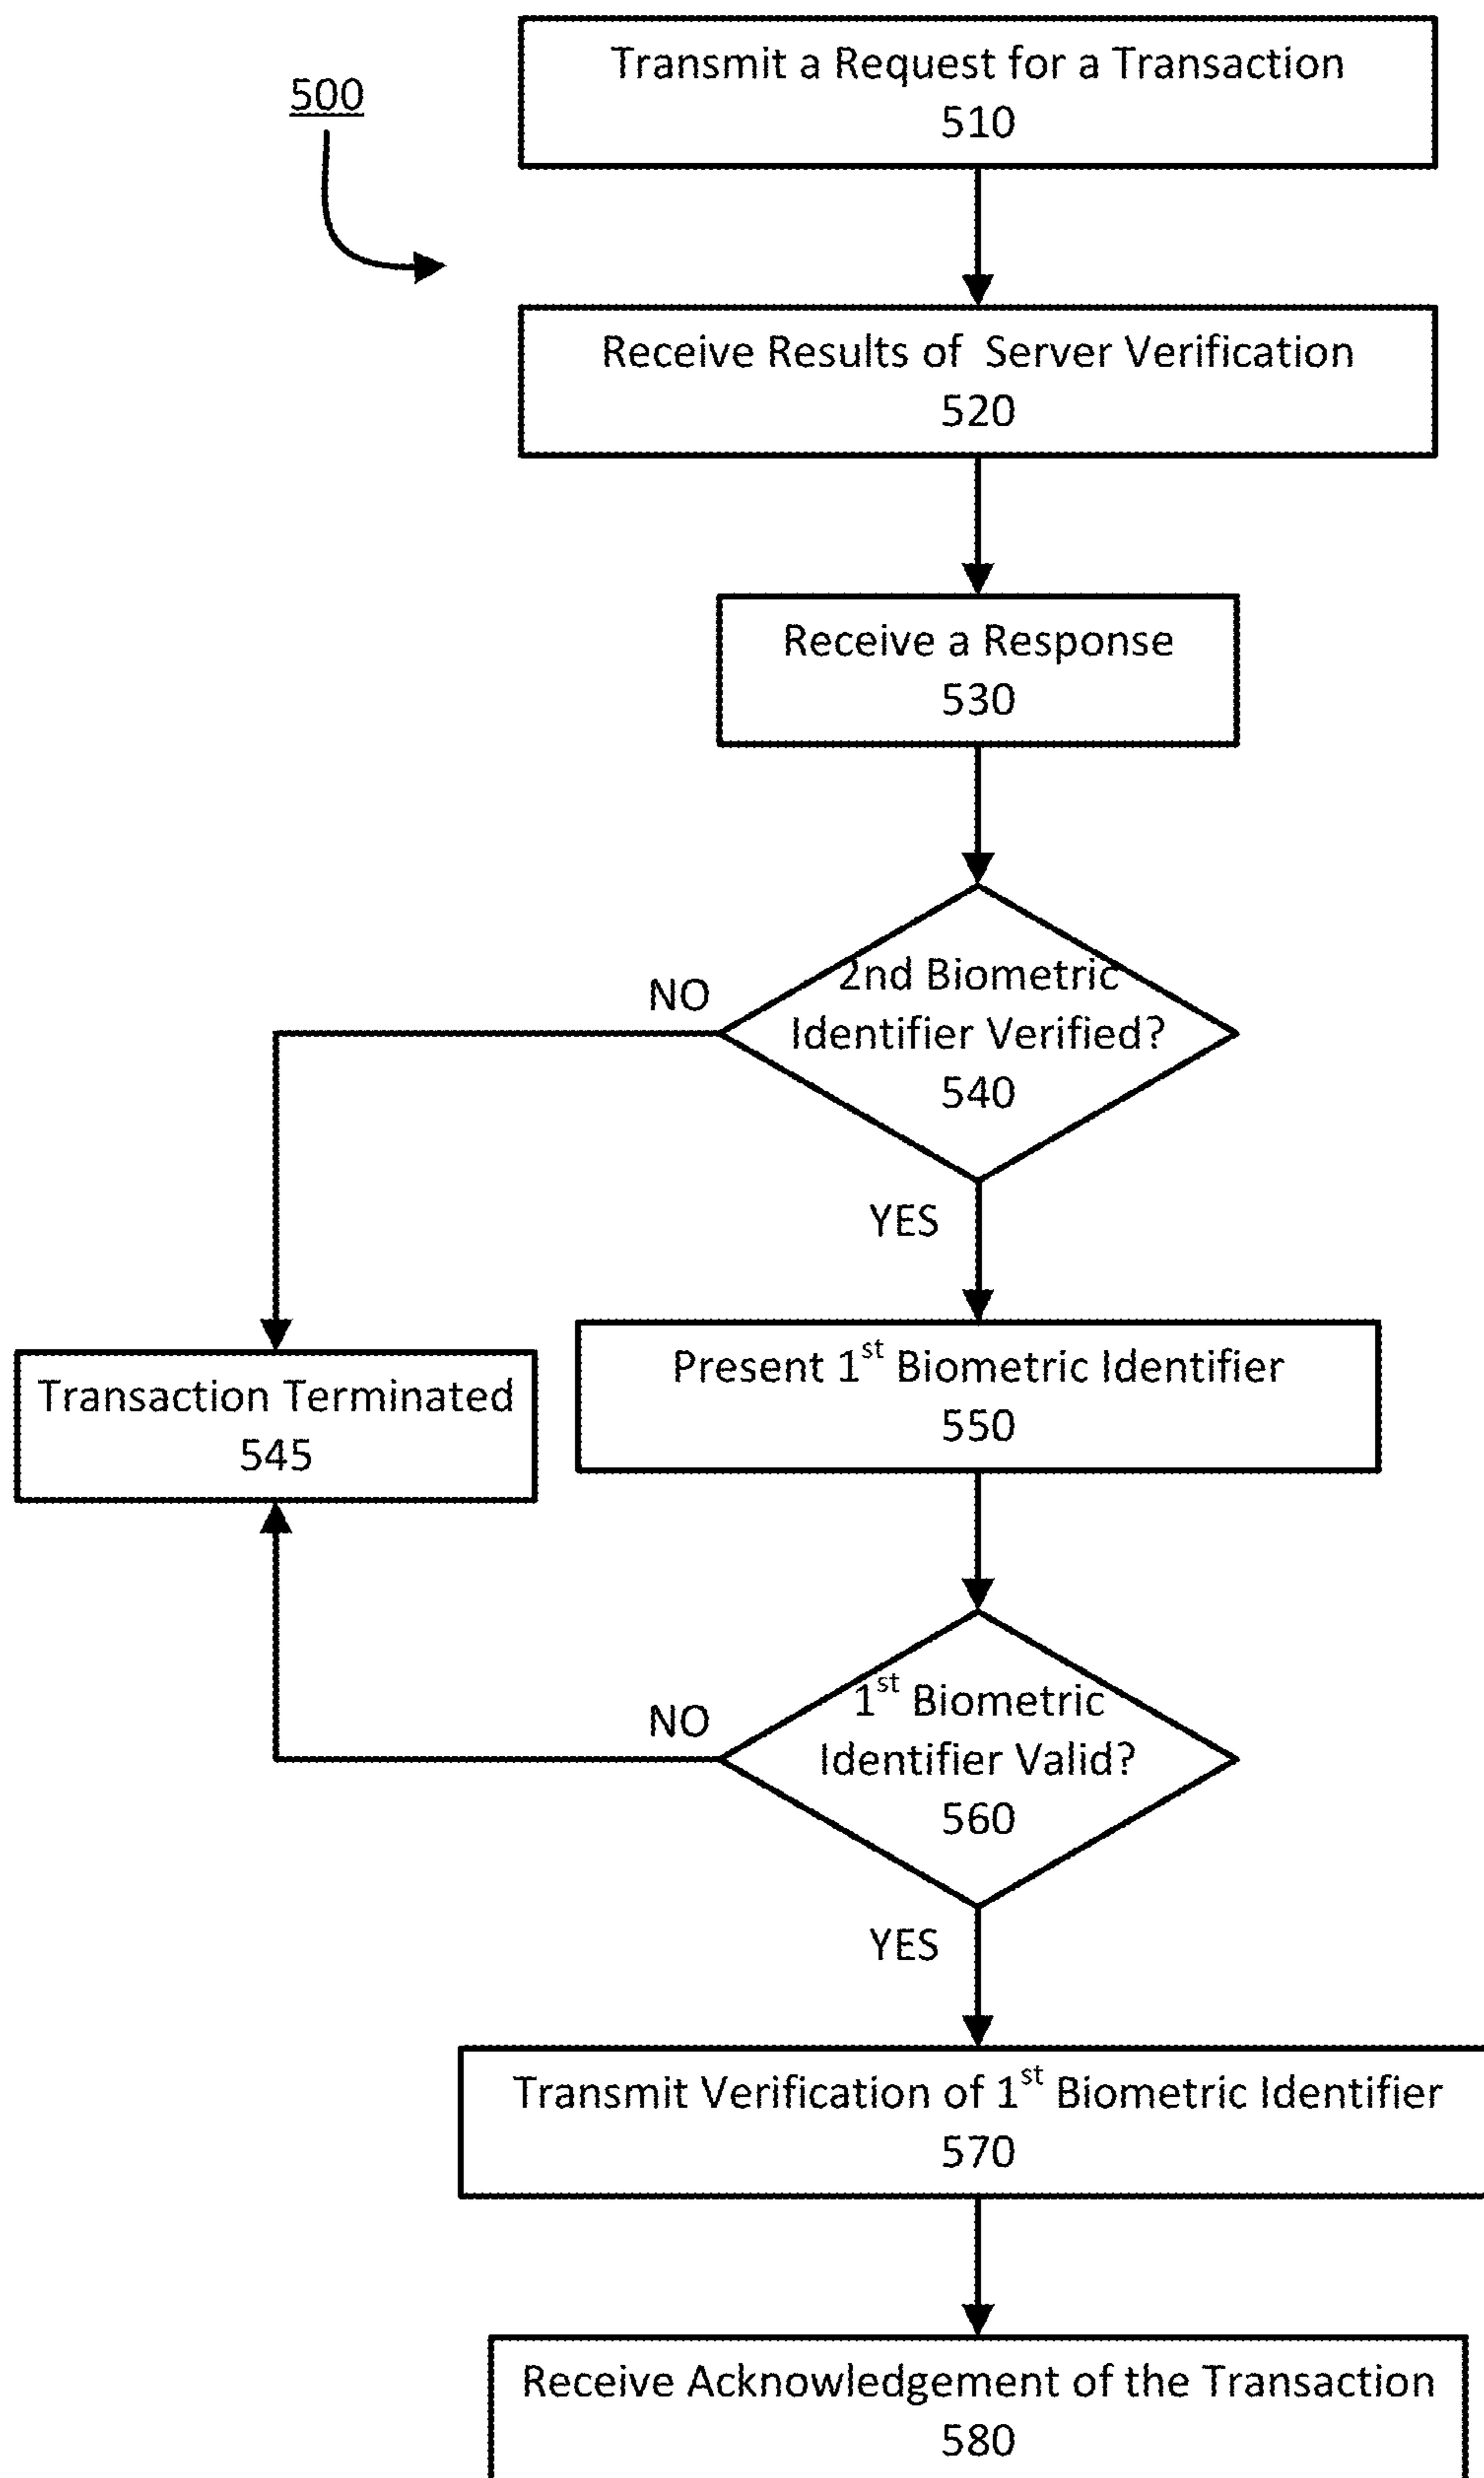 Transmit a Request for a Transaction
510
500
Receive Results of Server Verification
520
Receive a Response
530
2nd Biometric
Identifier Verified?
540
NO
YES
Transaction Terminated
545
Present 1st Biometric Identifier
550
1st Biometric
Identifier Valid?
560
NO
YES
Transmit Verification of 1st Biometric Identifier
570
Receive Acknowledgement of the Transaction
580